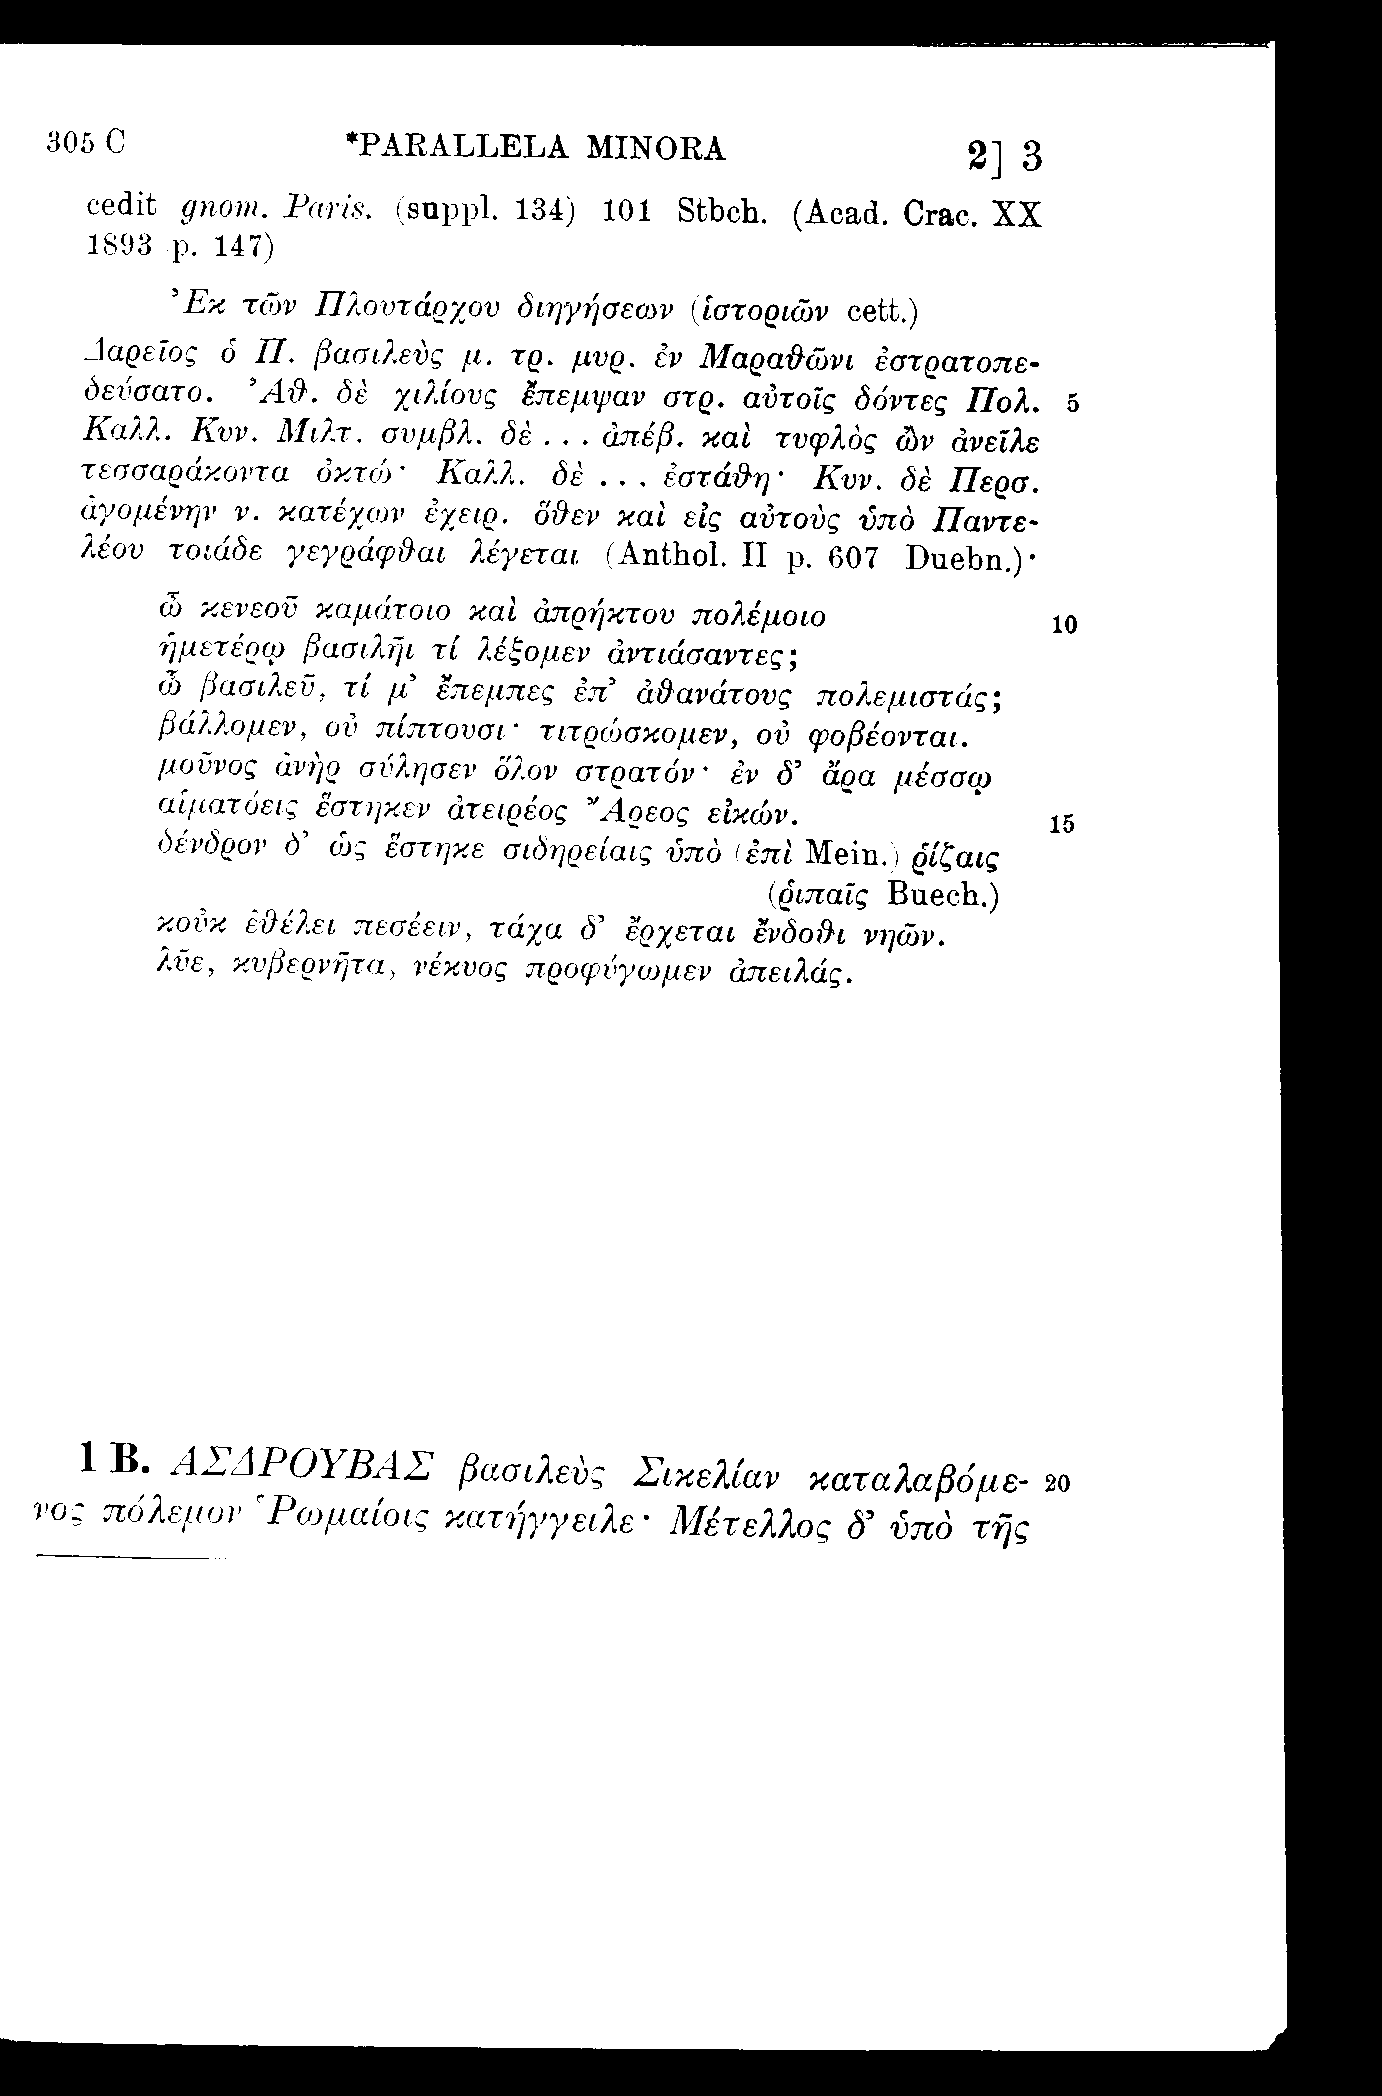 305 C *PARALLELA MINORA 2] 3
cedit gnom. Paris. (suppl. 134) 101 Stbch. (Acad. Crac. XX
1893 p. 147)
Ἐκ τῶν Πλουτάρχου διηγήσεων (ἱστοριῶν cett.)
Δαρεῖος ὁ Π. βασιλεὺς μ. τρ. μυρ. ἐν Μαραθῶνι ἐστρατοπε-
δεύσατο. Ἀθ. δὲ χιλίους ἔπεμψαν στρ. αὐτοῖς δόντες Πολ. 5
Καλλ. Κυν. Μιλτ. συμβλ. δὲ . . . ἀπέβ. καὶ τυφλὸς ὢν ἀνεῖλε
τεσσαράκοντα ὀκτώ· Καλλ. δὲ . . . ἐστάθη· Κυν. δὲ Περσ.
ἀγομένην ν. κατέχων ἐχειρ. ὅθεν καὶ εἰς αὐτοὺς ὑπὸ Παντε-
λέου τοιάδε γεγράφθαι λέγεται (Anthol. II p. 607 Duebn.)·
ὦ κενεοῦ καμάτοιο καὶ ἀπρήκτου πολέμοιο 10
ἡμετέρῳ βασιλῆι τί λέξομεν ἀντιάσαντες;
ὦ βασιλεῦ, τί μ’ ἔπεμπες ἐπ’ ἀθανάτους πολεμιστάς;
βάλλομεν, οὐ πίπτουσι· τιτρώσκομεν, οὐ φοβέονται.
μοῦνος ἀνὴρ σύλησεν ὅλον στρατόν· ἐν δ’ ἄρα μέσσῳ
αἱματόεις ἕστηκεν ἀτειρέος Ἄρεος εἰκών. 15
δένδρον δ’ ὡς ἕστηκε σιδηρείαις ὑπὸ (ἐπὶ Mein.) ῥίζαις
(ῥιπαῖς Buech.)
κοὐκ ἐθέλει πεσέειν, τάχα δ’ ἔρχεται ἔνδοθι νηῶν.
λῦε, κυβερνῆτα, νέκυος προφύγωμεν ἀπειλάς.
1 B. ΑΣΔΡΟΥΒΑΣ βασιλεὺς Σικελίαν καταλαβόμε- 20
νος πόλεμον Ῥωμαίοις κατήγγειλε· Μέτελλος δ’ ὑπὸ τῆς